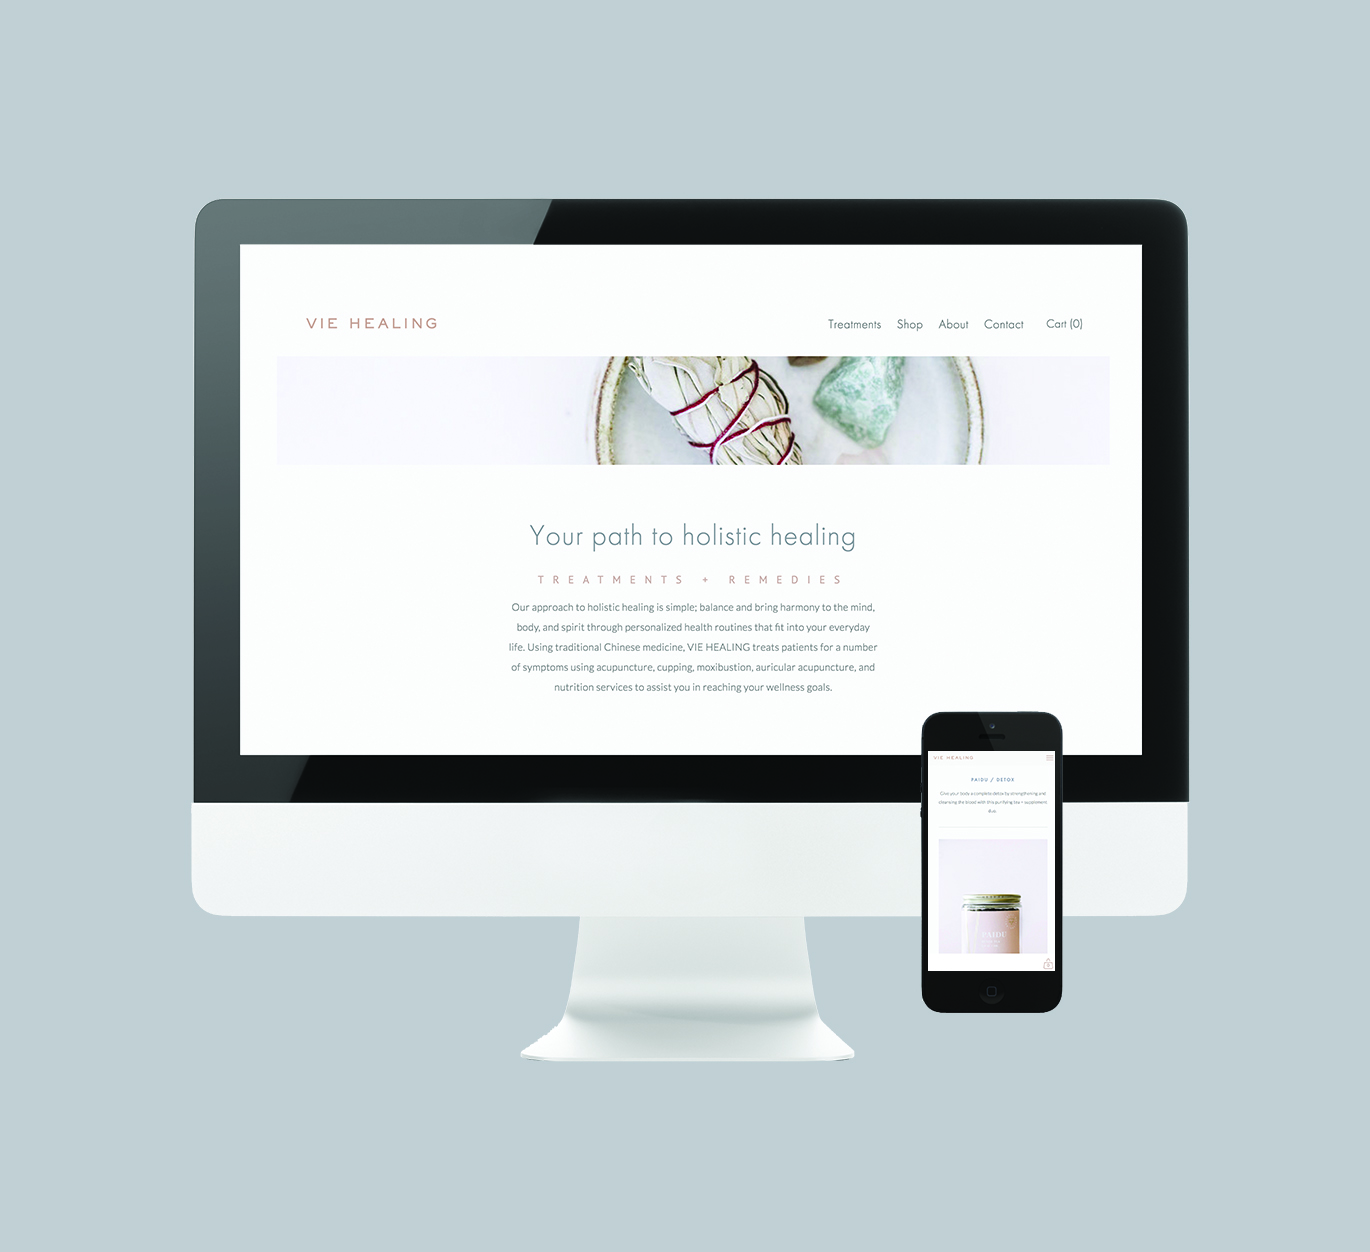 VIE HEALING
Treatments Shop About Contact Cart (0)
Your path to holistic healing
TREATMENTS + REMEDIES
Our approach to holistic healing is simple; balance and bring harmony to the mind,
body, and spirit through personalized health routines that fit into your everyday
life. Using traditional Chinese medicine, VIE HEALING treats patients for a number
of symptoms using acupuncture, cupping, moxibustion, auricular acupuncture, and
nutrition services to assist you in reaching your wellness goals.
VIE HEALING
PAIDU / DETOX
Give your body a complete detox by strengthening and
cleansing the blood with this purifying tea + supplement
duo.
PAIDU